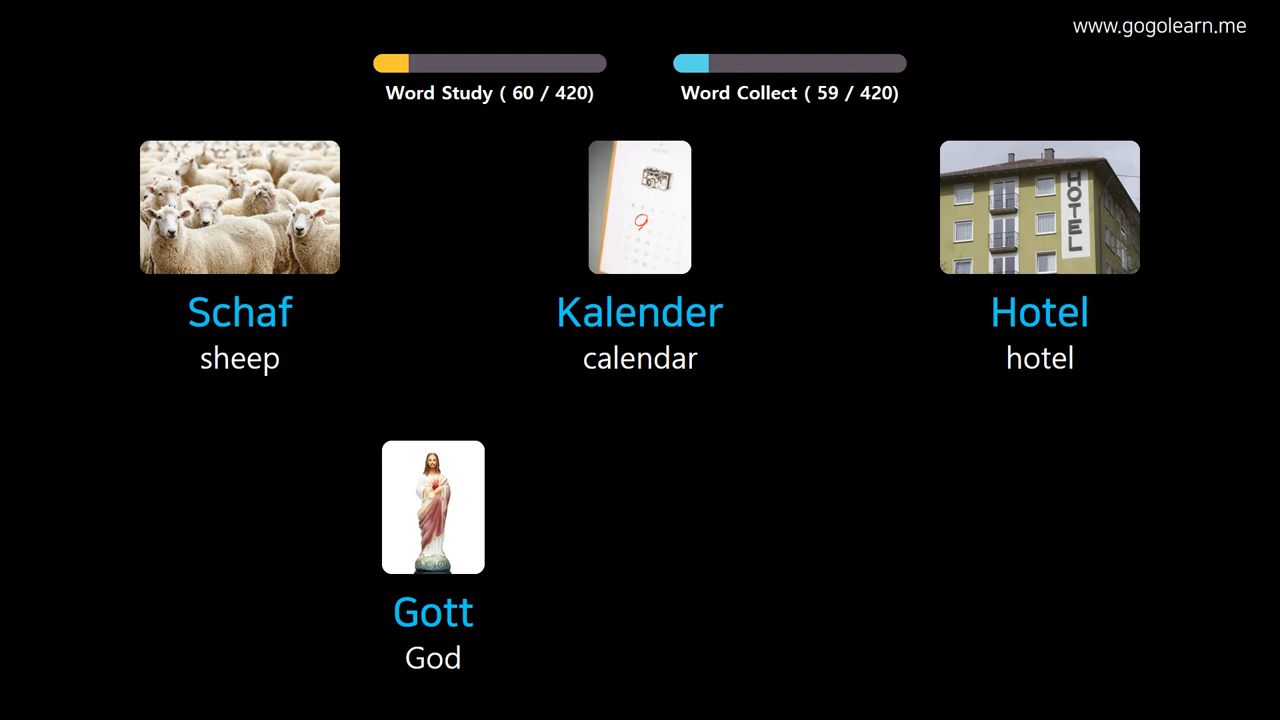 www.gogolearn.me
Word Study ( 60 / 420)
Word Collect ( 59 / 420)
HOTEL
Schaf
Kalender
Hotel
sheep
calendar
hotel
Gott
God